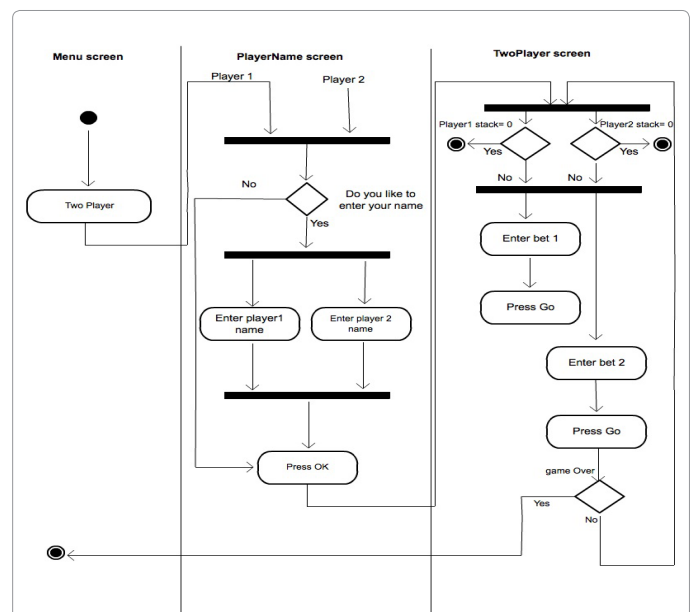 Menu screen
PlayerName screen
TwoPlayer screen
Player 1
Player 2
Two Player
No
Do you like to
enter your name
Yes
Enter player1
name
Enter player 2
name
Press OK
Player1 stack= 0
Player2 stack= 0
Yes
Yes
No
No
Enter bet 1
Press Go
Enter bet 2
Press Go
game Over
Yes
No